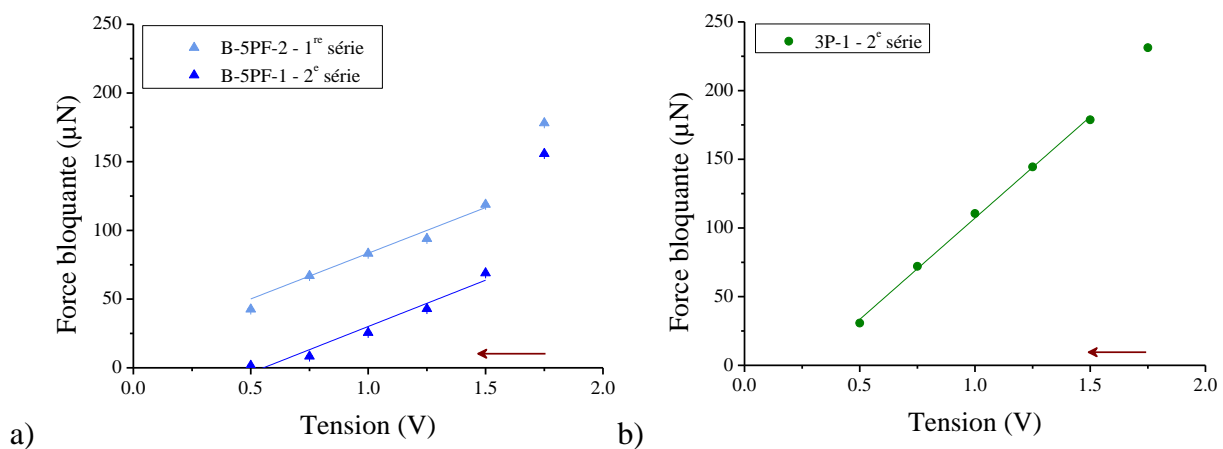 250
200
150
100
50
0
Force bloquante (µN)
B-5PF-2 - 1re série
B-5PF-1 - 2e série
0.0 0.5 1.0 1.5 2.0
Tension (V)
a)
250
200
150
100
50
0
Force bloquante (µN)
3P-1 - 2e série
0.0 0.5 1.0 1.5 2.0
Tension (V)
b)